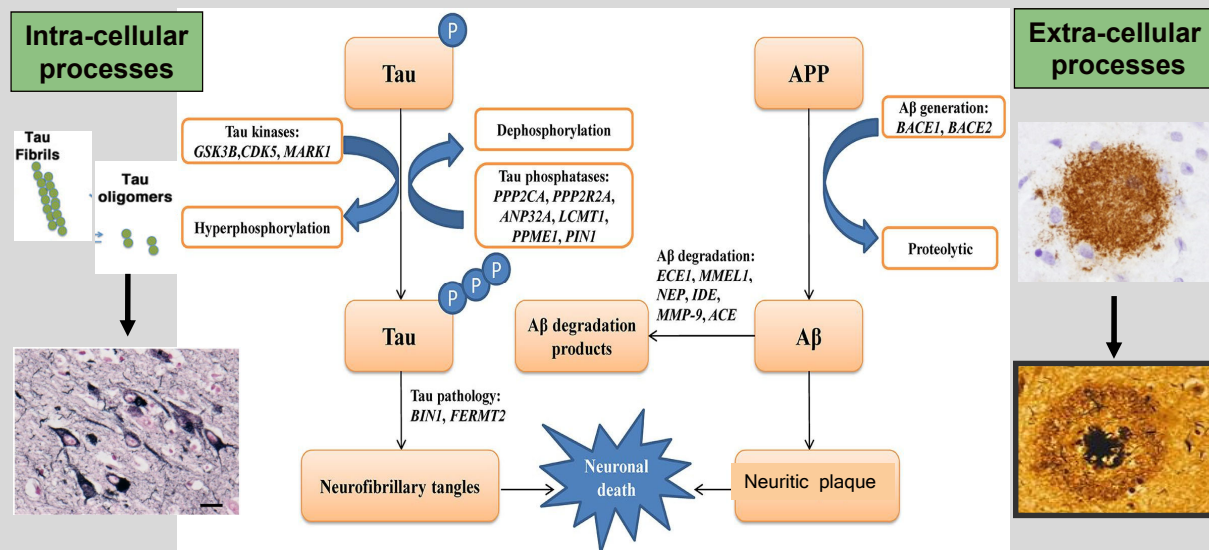 Intra-cellular
processes
Extra-cellular
processes
P
Tau
APP
Tau
Fibrils
Tau
oligomers
Tau kinases:
GSK3B,CDK5, MARK1
Hyperphosphorylation
Dephosphorylation
Tau phosphatases:
PPP2CA, PPP2R2A,
ANP32A, LCMT1,
PPME1, PIN1
Aβ generation:
BACE1, BACE2
Proteolytic
P
P
P
Tau
Aβ degradation:
ECE1, MMEL1,
NEP, IDE,
MMP-9, ACE
Aβ degradation
products
Aβ
Tau pathology:
BIN1, FERMT2
Neurofibrillary tangles
Neuronal
death
Neuritic plaque